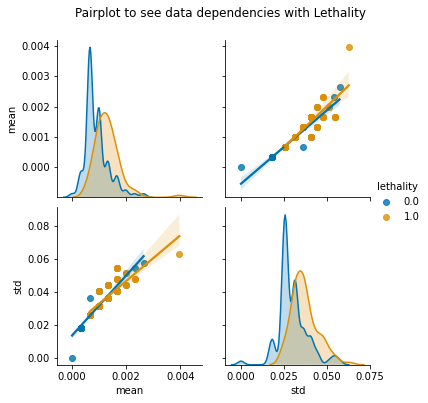 Pairplot to see data dependencies with Lethality
0.004
0.003
0.002
0.001
0.000
mean
lethality
0.0
1.0
0.08
0.06
0.04
0.02
0.00
std
0.000 0.002 0.004
mean
0.000 0.025 0.050 0.075
std